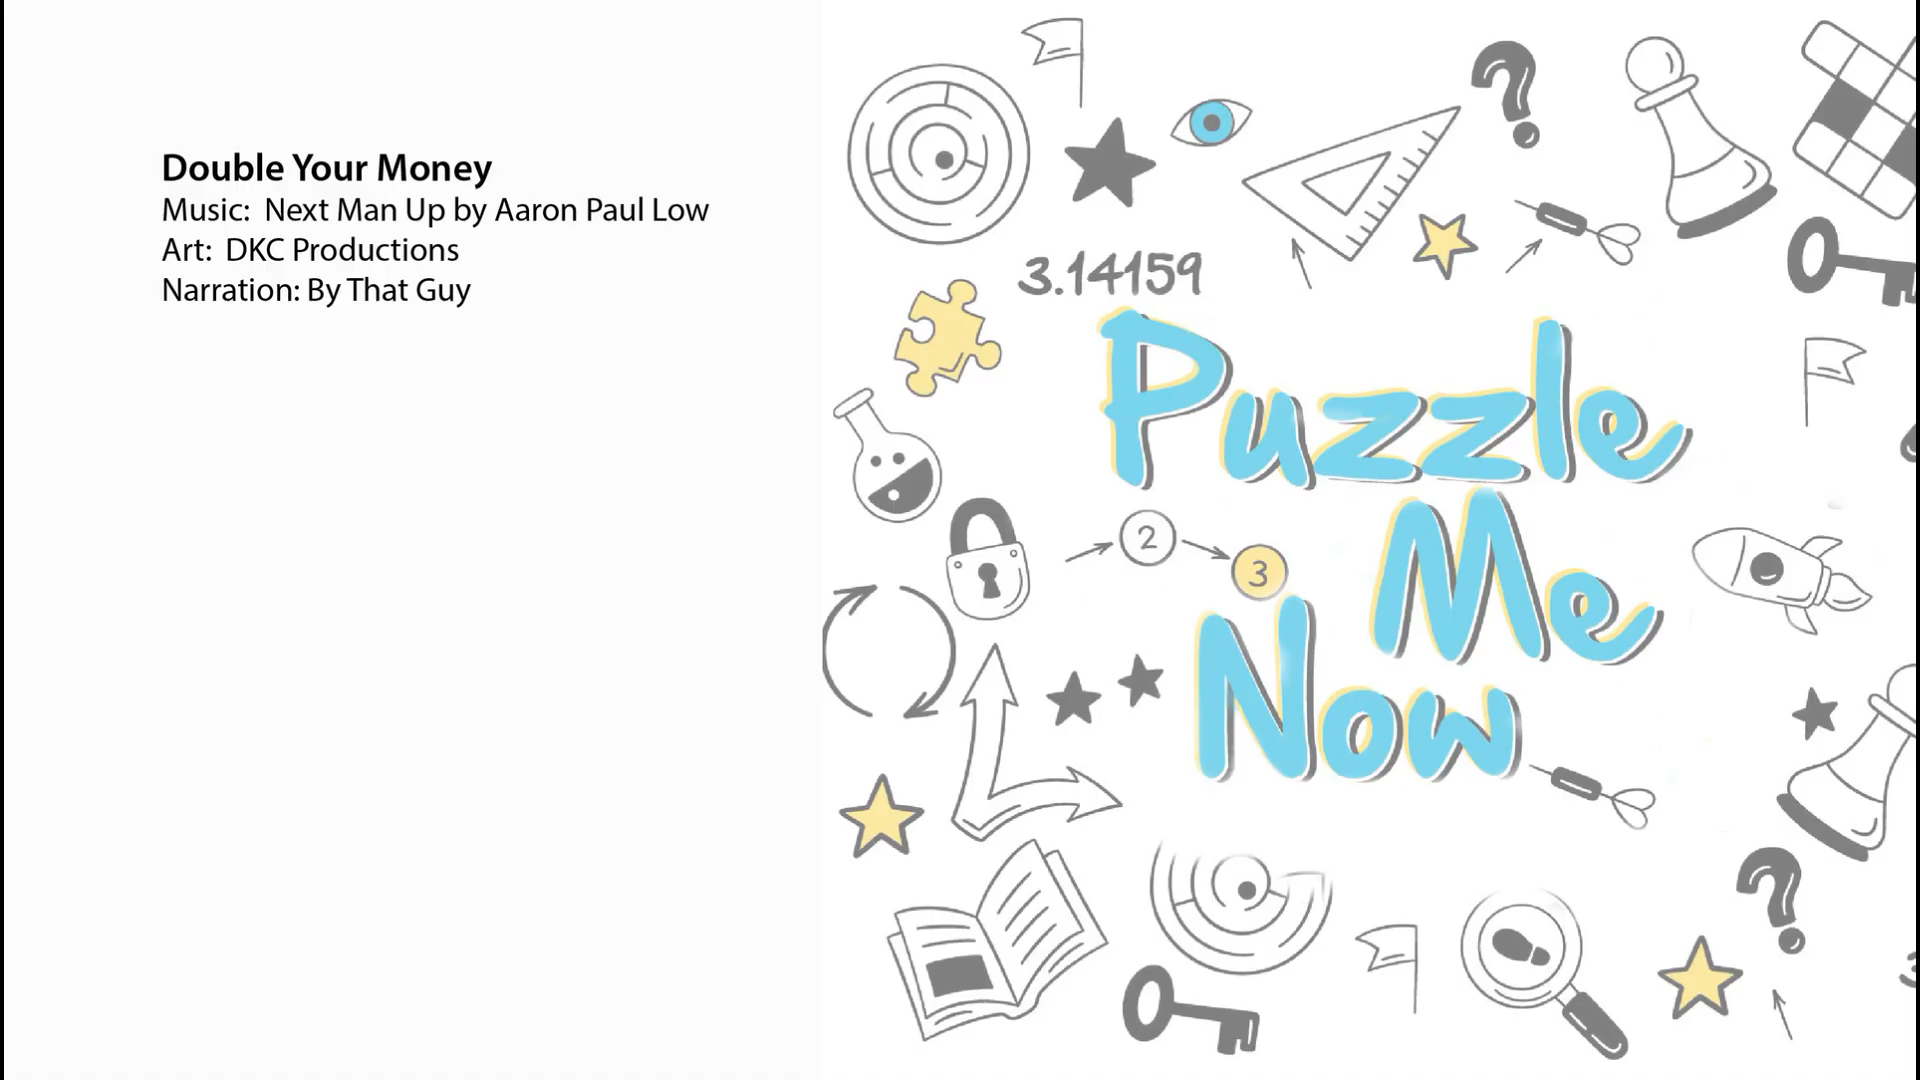 Double Your Money
Music:  Next Man Up by Aaron Paul Low
Art:  DKC Productions
Narration: By That Guy
3.14159
Puzzle
2
3
Me
Now